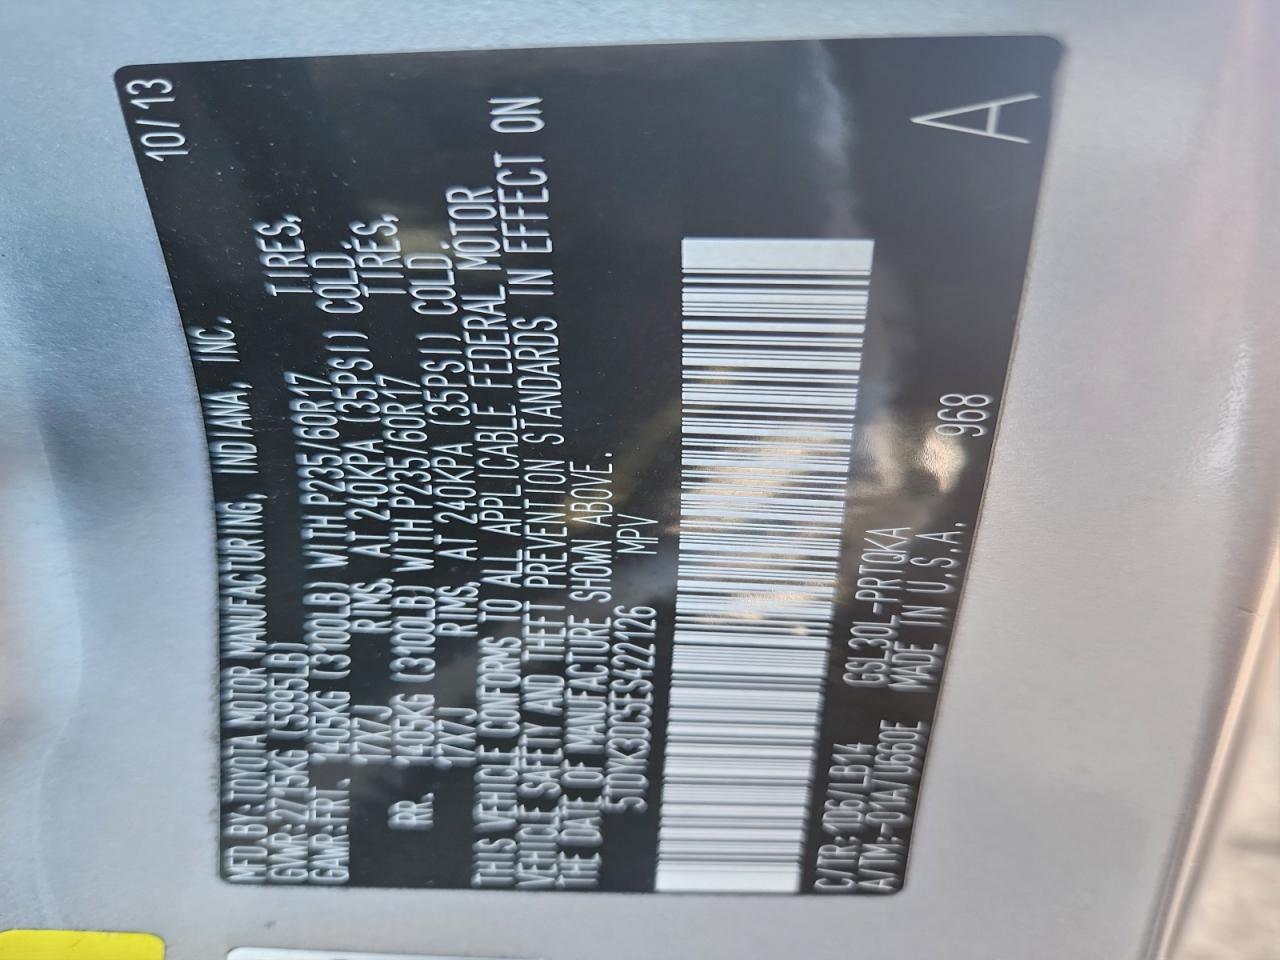 MFD.BY:TOYOTA MOTOR MANUFACTURING, INDIANA, INC. 10/13
GVWR:2715KG (5995LB)
GAWR:FRT. 1405KG (3100LB) WITH P235/60R17 TIRES,
17X7J RIMS, AT 240KPA (35PSI) COLD.
RR. 1405KG (3100LB) WITH P235/60R17 TIRES,
17X7J RIMS, AT 240KPA (35PSI) COLD.
THIS VEHICLE CONFORMS TO ALL APPLICABLE FEDERAL MOTOR
VEHICLE SAFETY AND THEFT PREVENTION STANDARDS IN EFFECT ON
THE DATE OF MANUFACTURE SHOWN ABOVE.
5TDYK3DC5ES422126 MPV
C/TR:1D6/LB14 GSL30L-PRTQKA
A/TM:-01A/U660E MADE IN U.S.A. 968 A